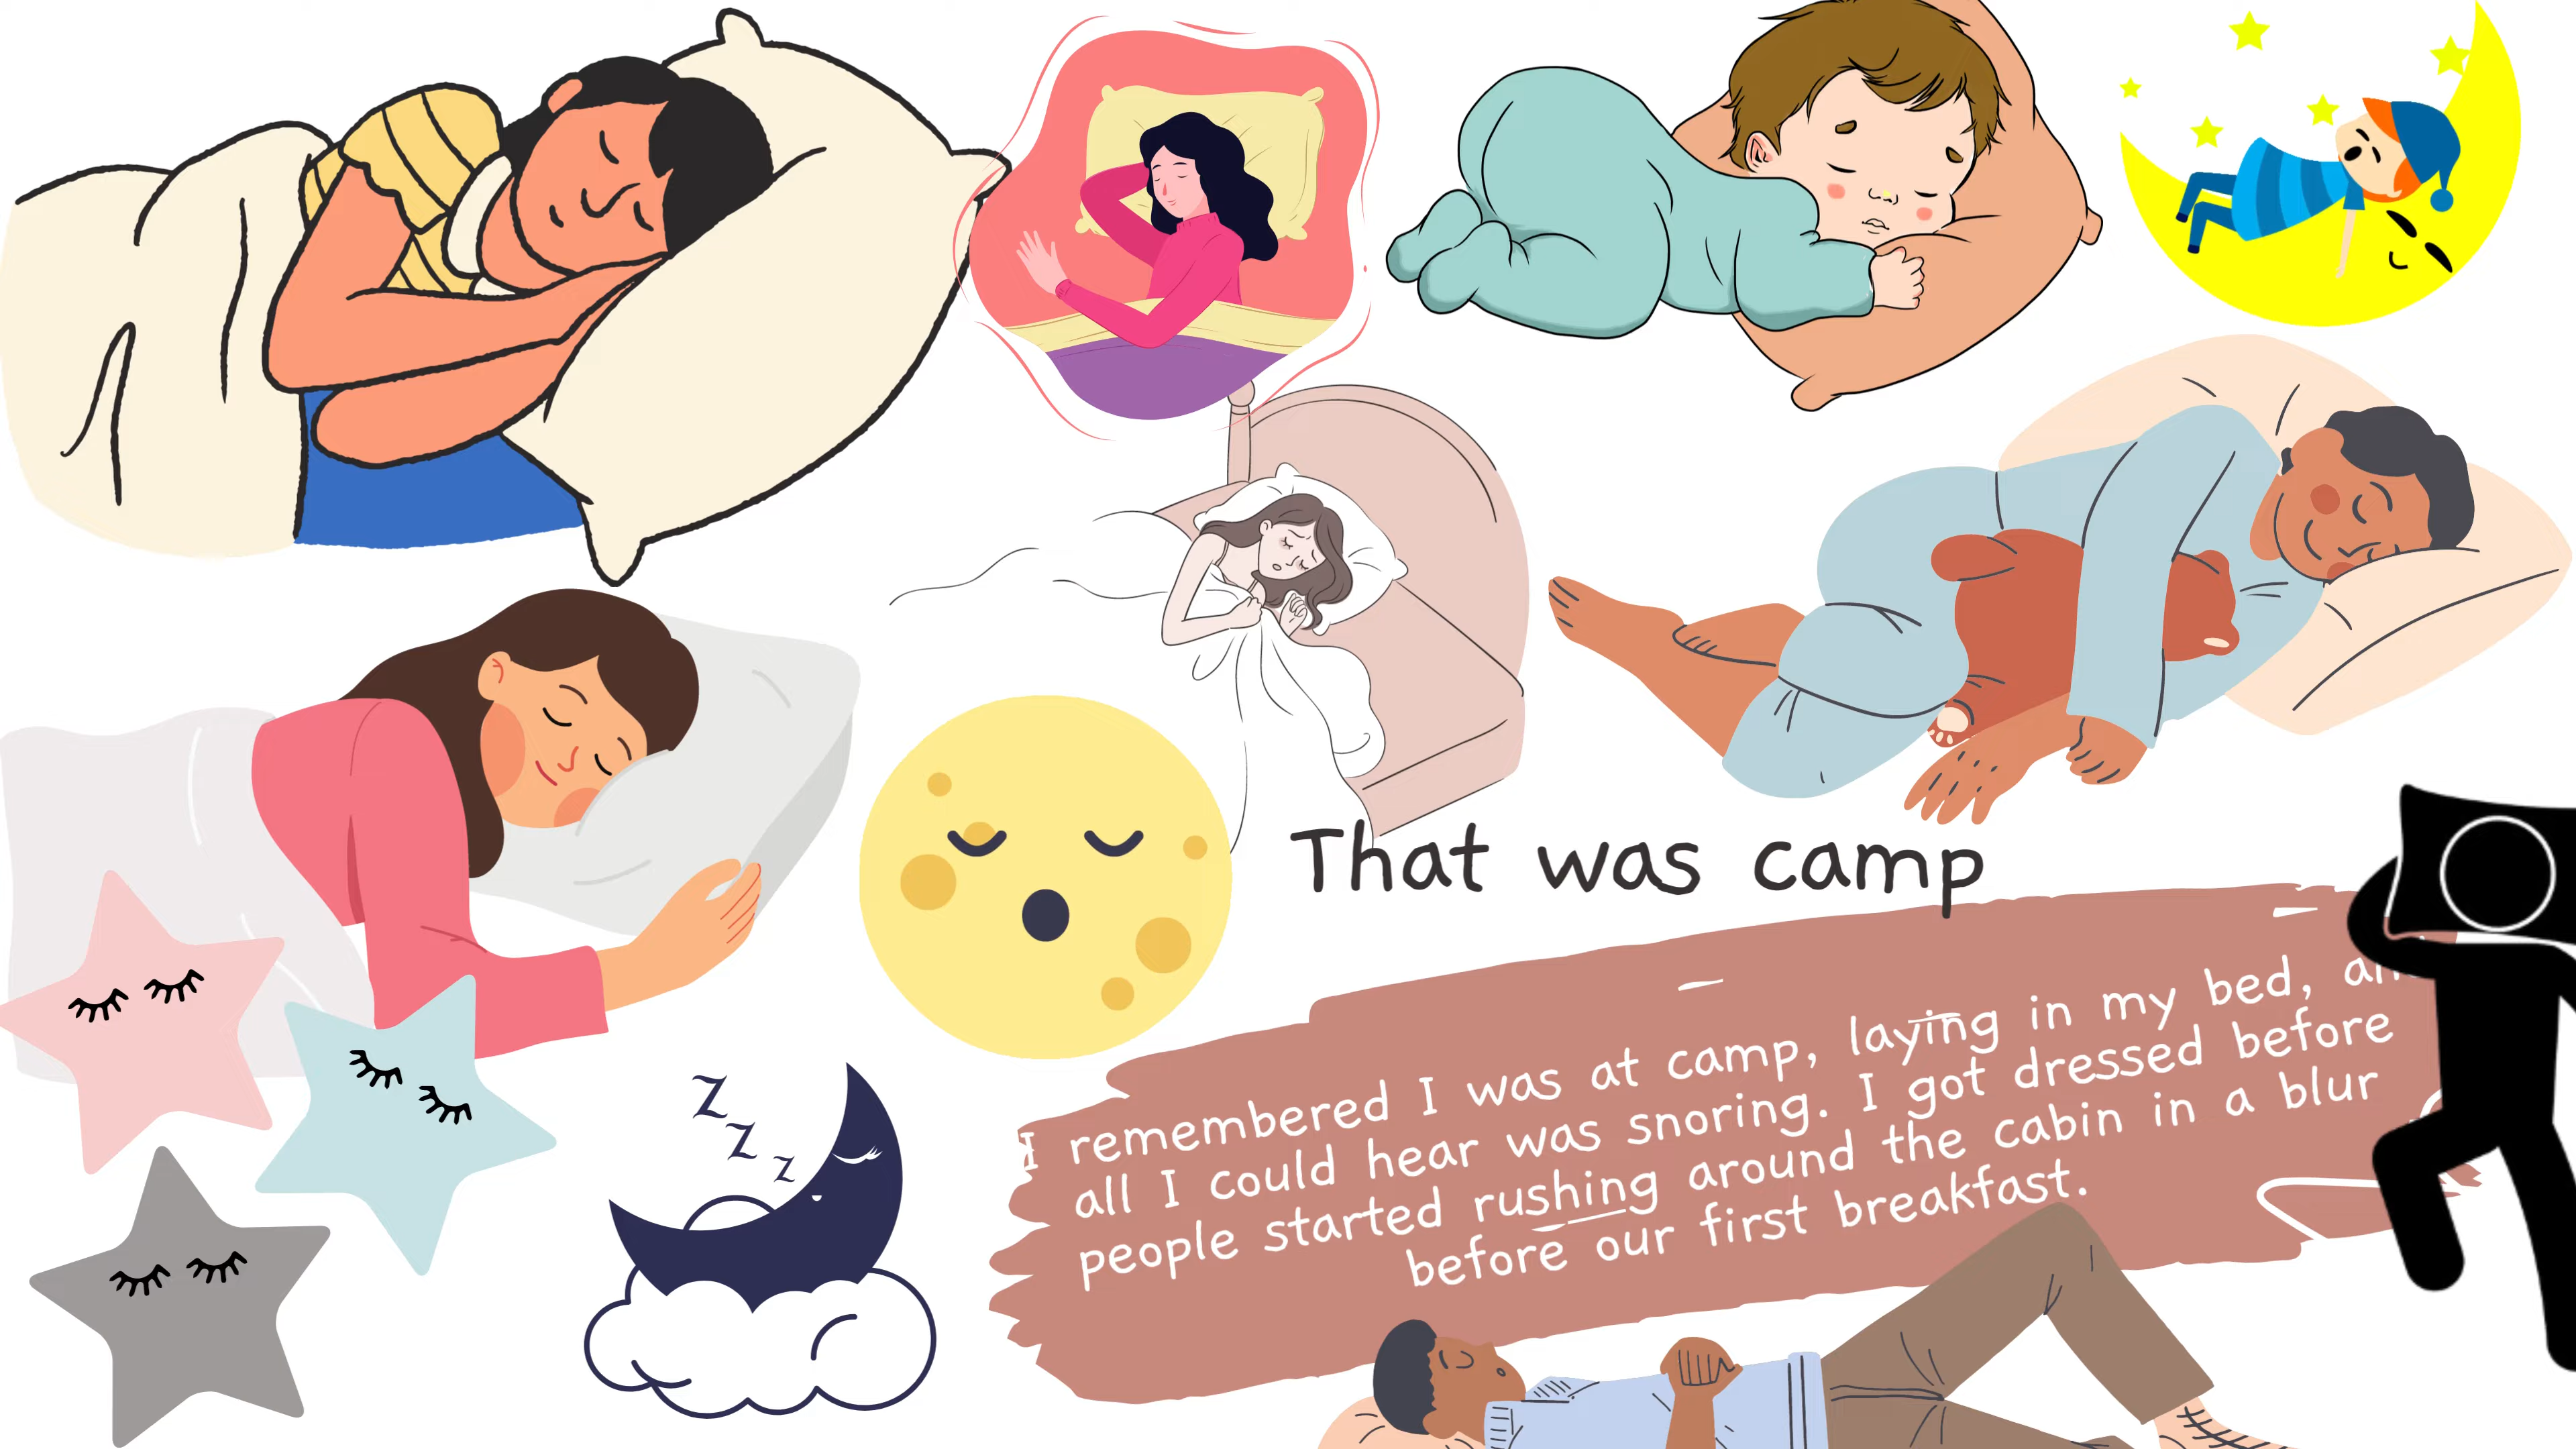 That was camp
I remembered I was at camp, laying in my bed, an
all I could hear was snoring. I got dressed before
people started rushing around the cabin in a blur
before our first breakfast.
z
z
z